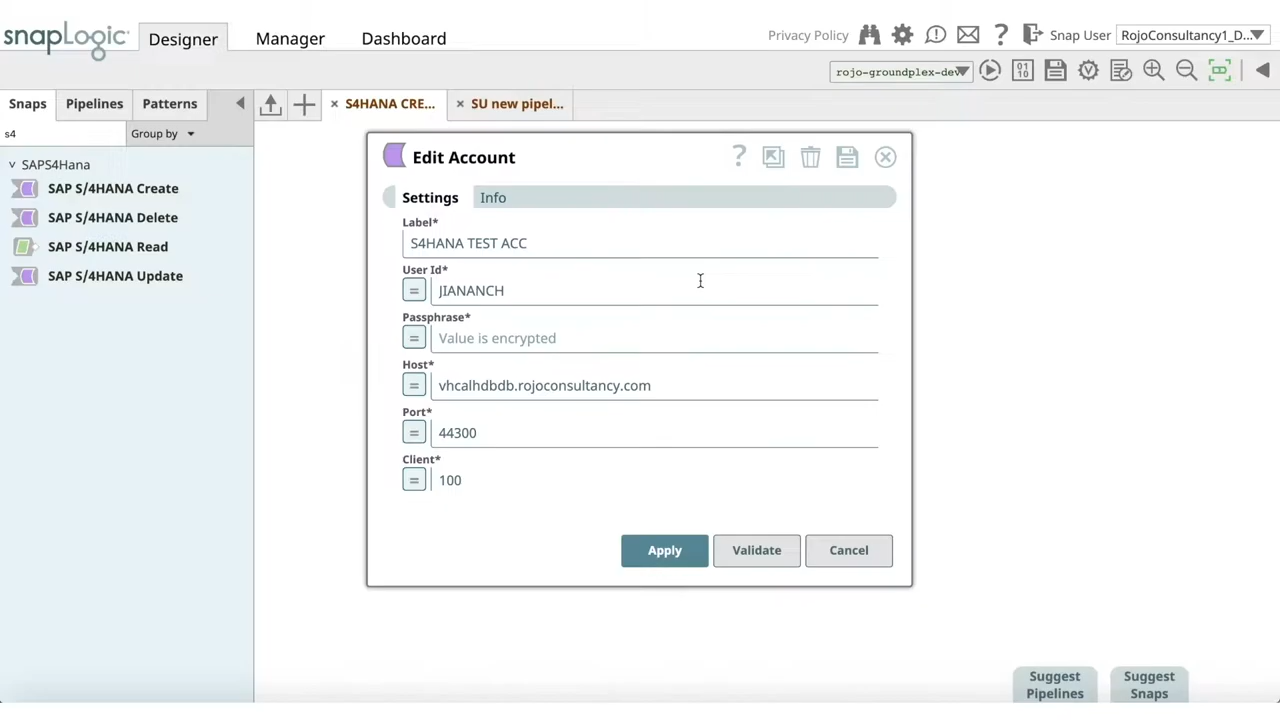 snapLogic
Designer
Manager
Dashboard
Privacy Policy
?
Snap User
RojoConsultancy1_D...
rojo-groundplex-dev
Snaps
Pipelines
Patterns
× S4HANA CRE...
× SU new pipel...
s4
Group by
SAPS4Hana
SAP S/4HANA Create
SAP S/4HANA Delete
SAP S/4HANA Read
SAP S/4HANA Update
Edit Account
?
Settings
Info
Label*
S4HANA TEST ACC
User Id*
= JIANANCH
Passphrase*
= Value is encrypted
Host*
= vhcalhdbdb.rojoconsultancy.com
Port*
= 44300
Client*
= 100
Apply
Validate
Cancel
Suggest
Pipelines
Suggest
Snaps